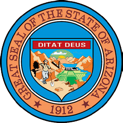 GREAT SEAL OF THE STATE OF ARIZONA
DITAT DEUS
1912